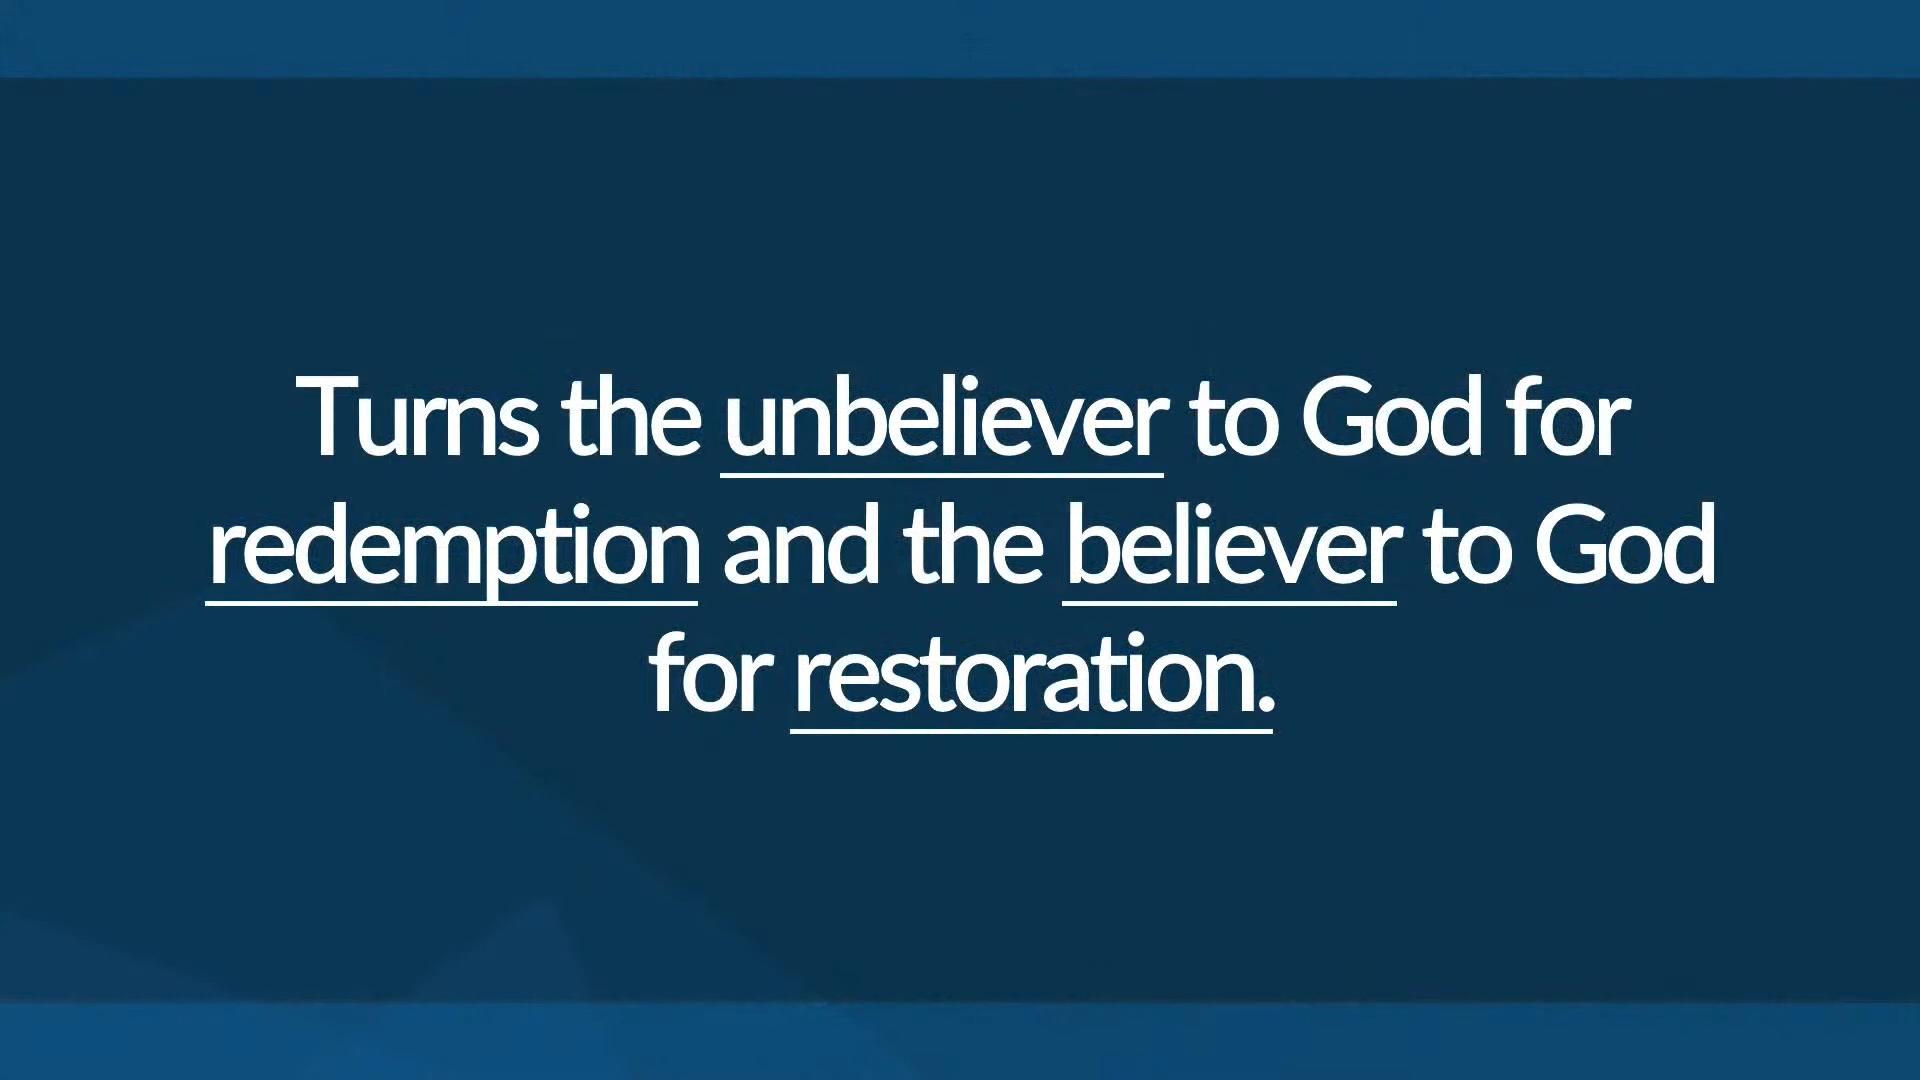 Turns the unbeliever to God for
redemption and the believer to God
for restoration.